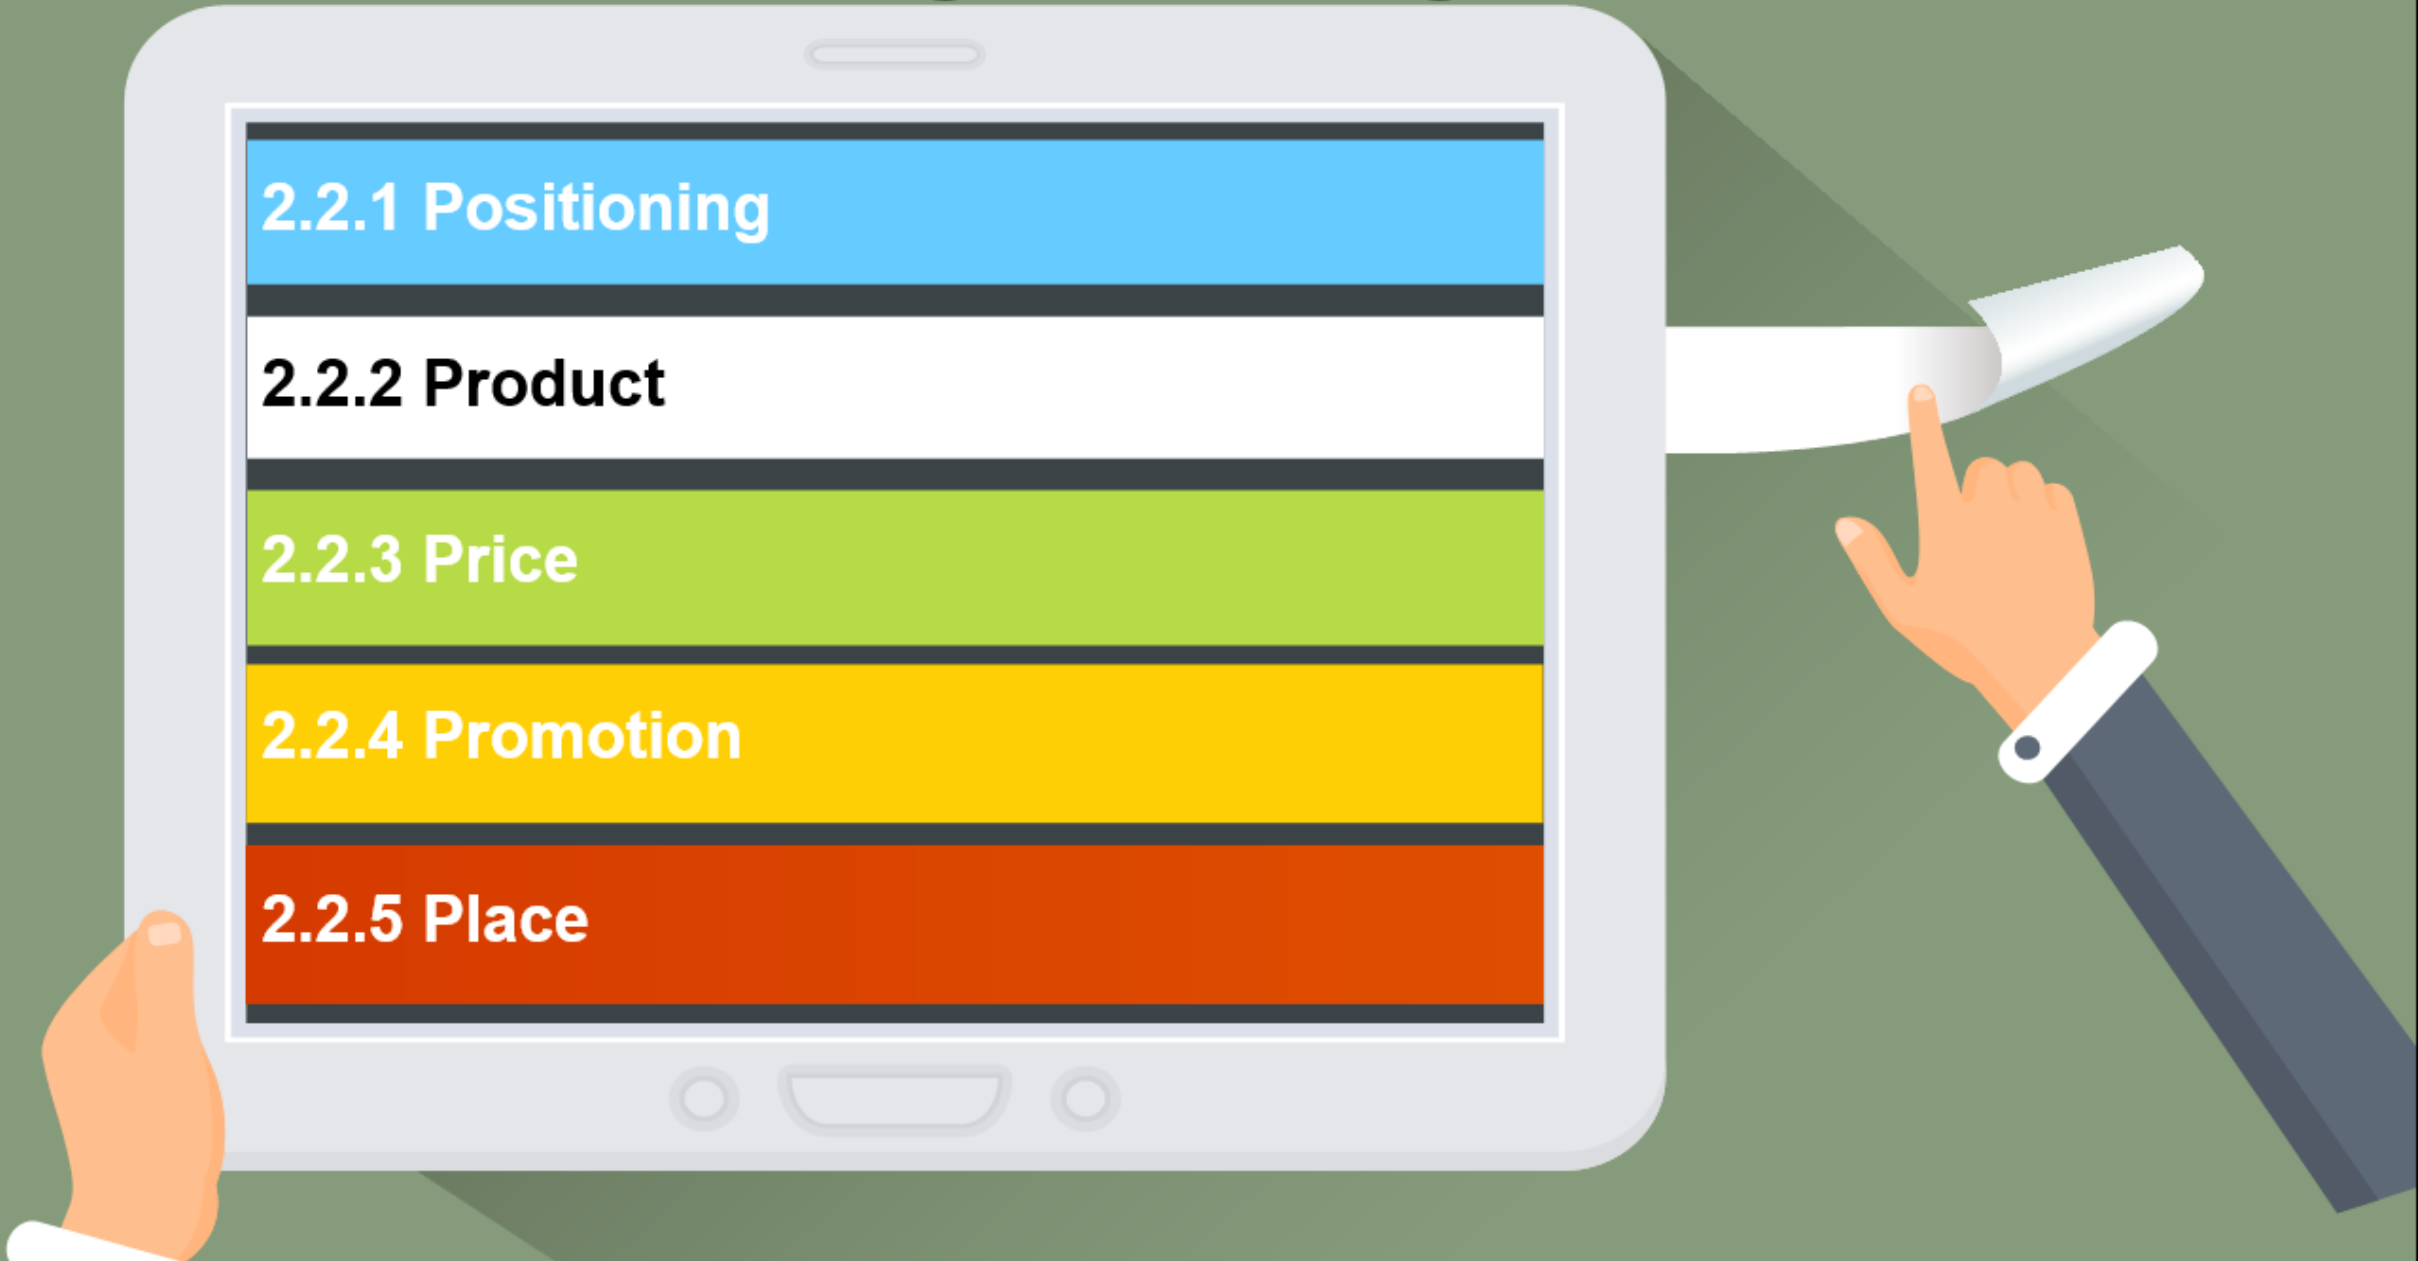 2.2.1 Positioning
2.2.2 Product
2.2.3 Price
2.2.4 Promotion
2.2.5 Place